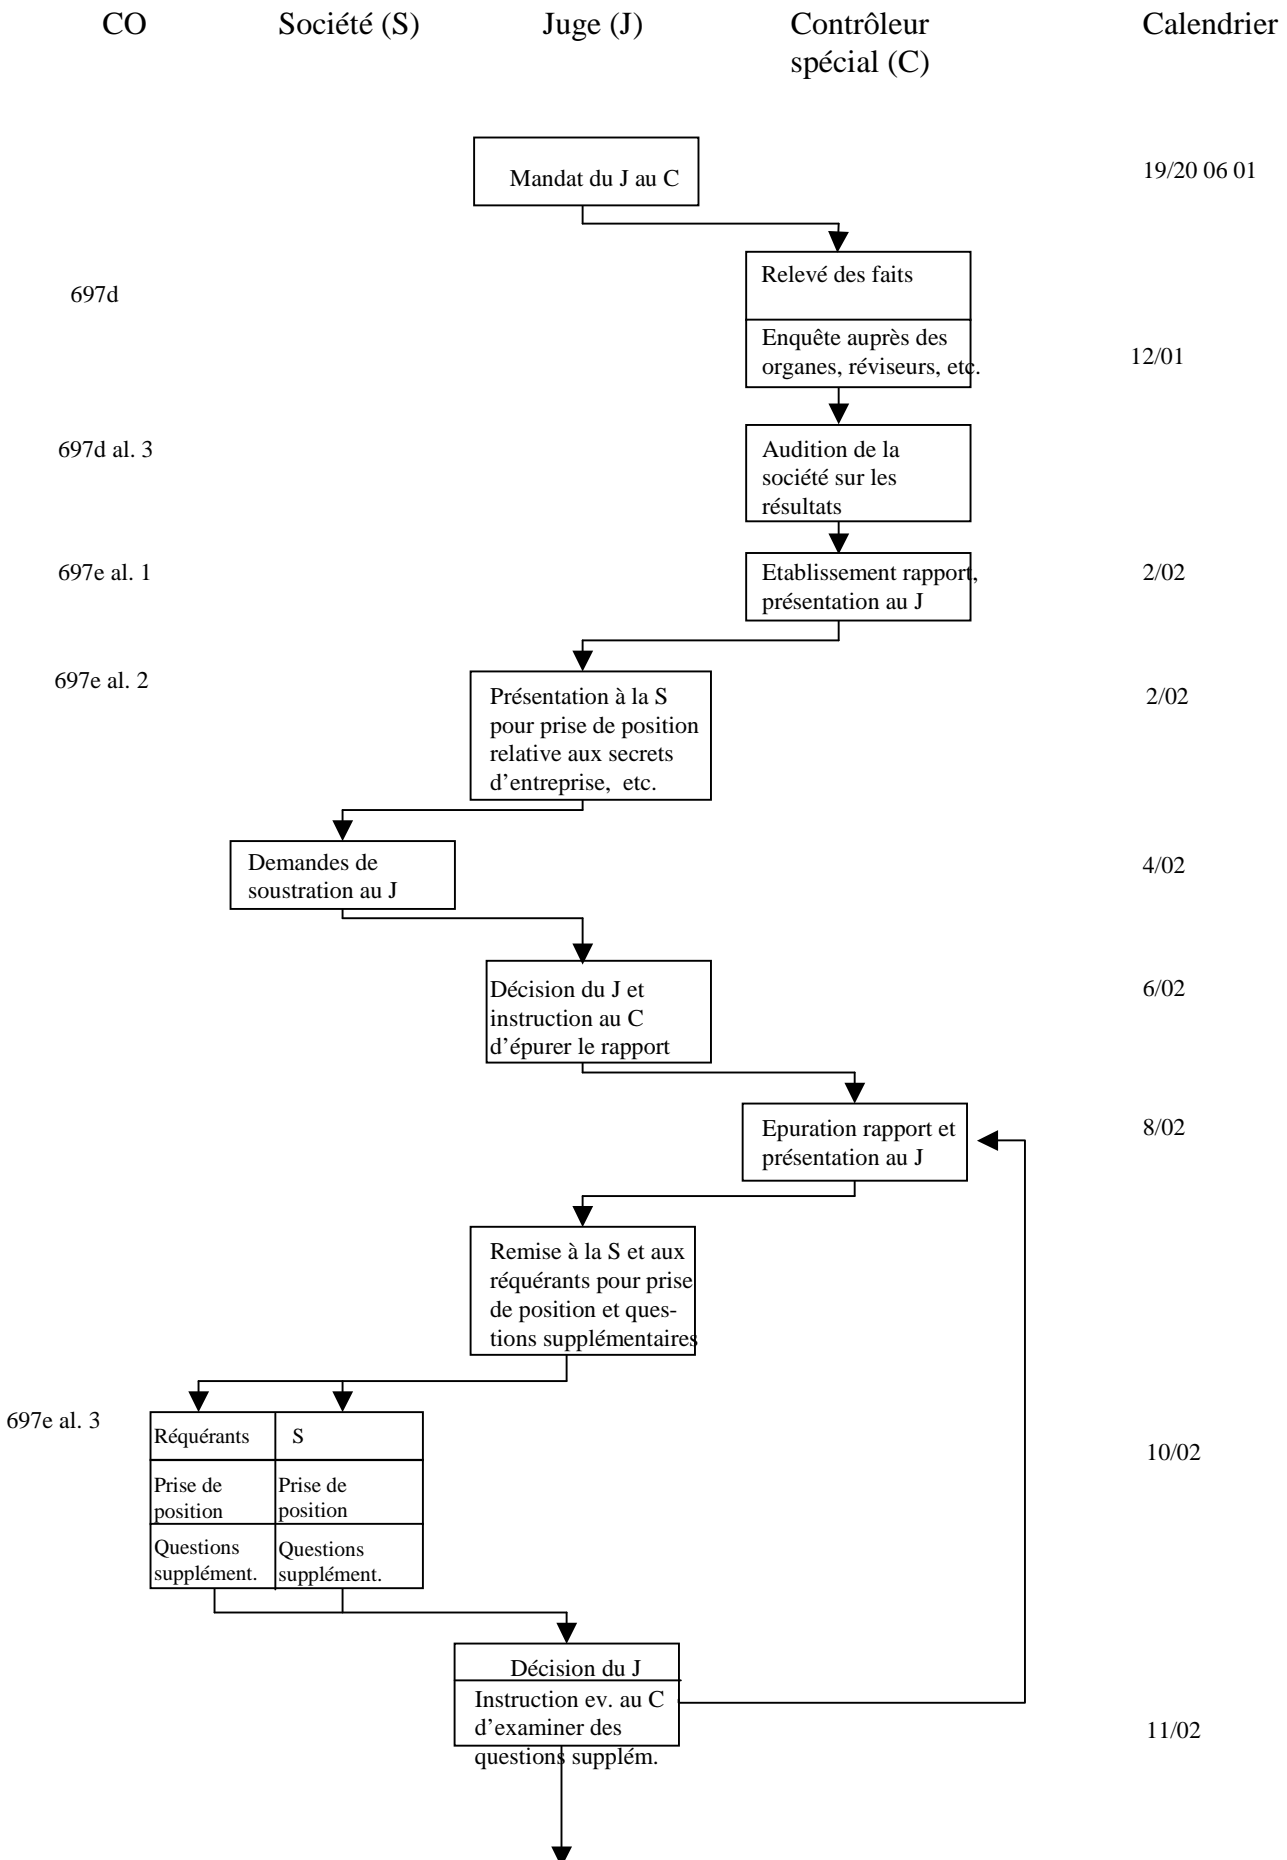 CO Société (S) Juge (J) Contrôleur Calendrier
spécial (C)
Mandat du J au C
19/20 06 01
Relevé des faits
697d
Enquête auprès des
organes, réviseurs, etc.
12/01
697d al. 3
Audition de la
société sur les
résultats
697e al. 1
Etablissement rapport,
présentation au J
2/02
697e al. 2
Présentation à la S
pour prise de position
relative aux secrets
d’entreprise, etc.
2/02
Demandes de
soustration au J
4/02
Décision du J et
instruction au C
d’épurer le rapport
6/02
Epuration rapport et
présentation au J
8/02
Remise à la S et aux
réquérants pour prise
de position et ques-
tions supplémentaires
697e al. 3
Réquérants S
Prise de
position
Prise de
position
Questions
supplément.
Questions
supplément.
10/02
Décision du J
Instruction ev. au C
d’examiner des
questions supplém.
11/02